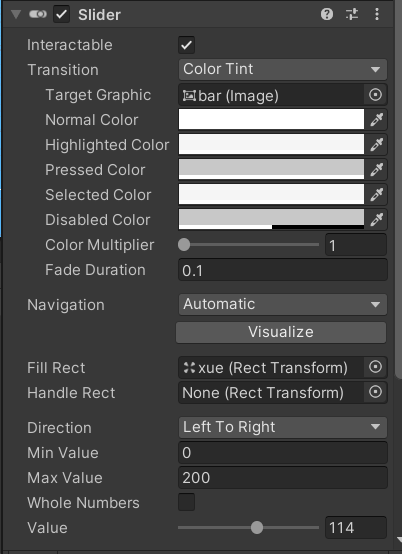 Slider
Interactable
Transition Color Tint
Target Graphic bar (Image)
Normal Color
Highlighted Color
Pressed Color
Selected Color
Disabled Color
Color Multiplier 1
Fade Duration 0.1
Navigation Automatic
Visualize
Fill Rect xue (Rect Transform)
Handle Rect None (Rect Transform)
Direction Left To Right
Min Value 0
Max Value 200
Whole Numbers
Value 114